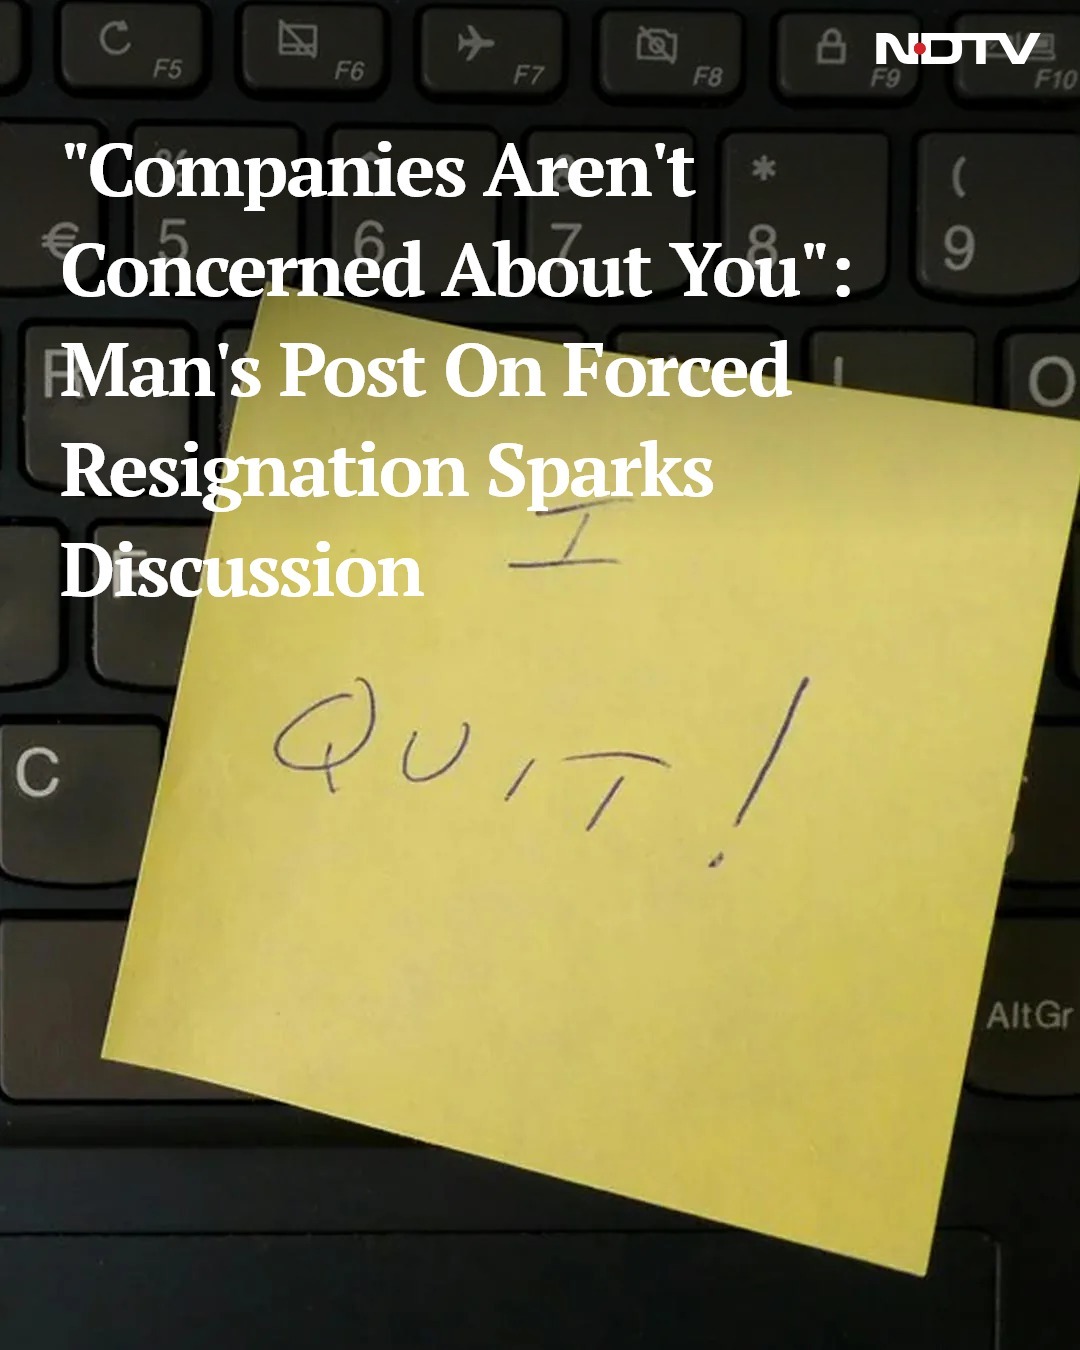 F5 F6 F7 F8 F9 F10
NDTV
"Companies Aren't
Concerned About You":
Man's Post On Forced
Resignation Sparks
Discussion
* (
€ 5 6 7 8 9
R O
I
QUIT!
F
C
AltGr